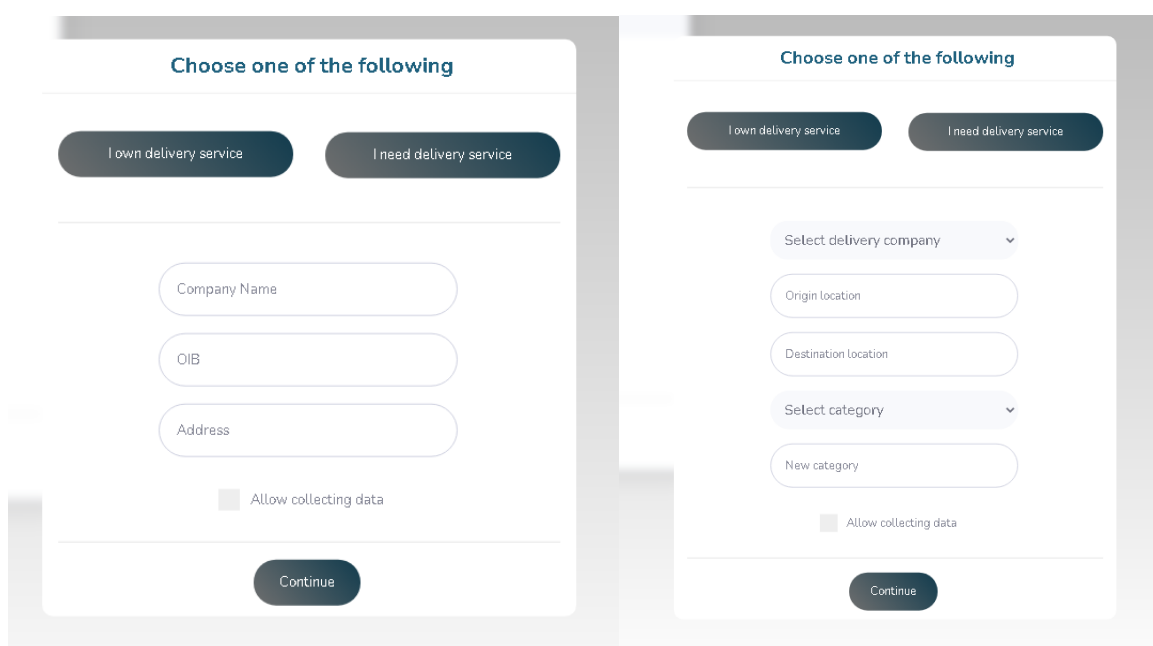 Choose one of the following
I own delivery service
I need delivery service
Company Name
OIB
Address
Allow collecting data
Continue
Choose one of the following
I own delivery service
I need delivery service
Select delivery company
Origin location
Destination location
Select category
New category
Allow collecting data
Continue